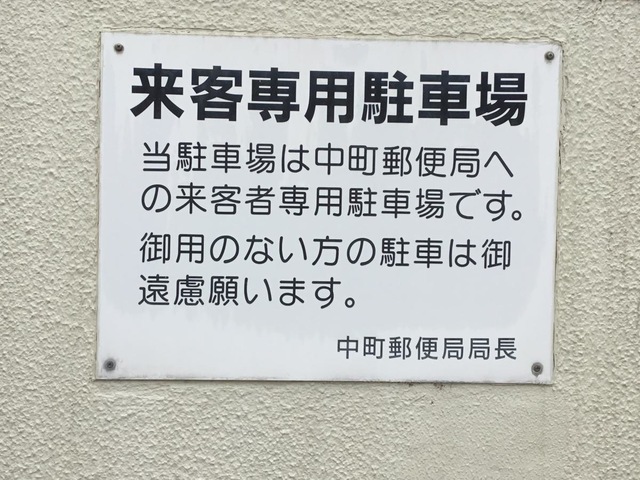 来客専用駐車場
当駐車場は中町郵便局へ
の来客者専用駐車場です。
御用のない方の駐車は御
遠慮願います。
中町郵便局局長